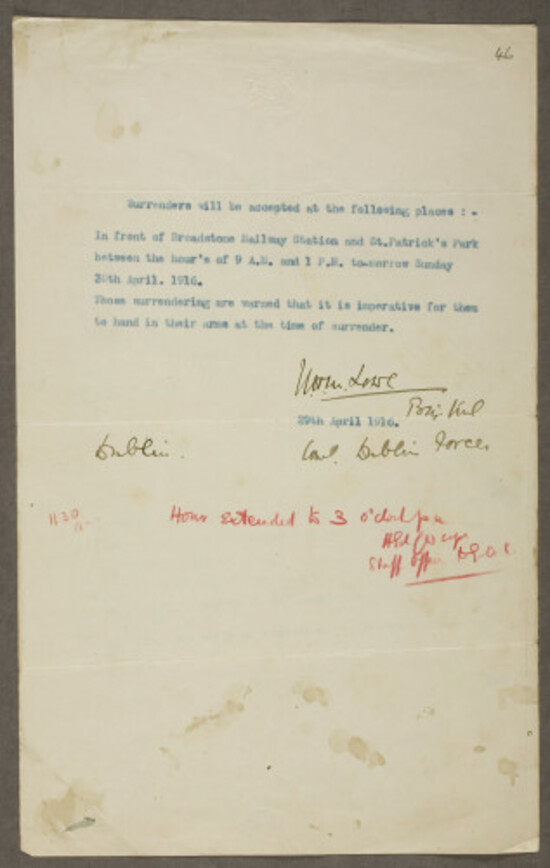 46
Surrenders will be accepted at the following places : -
In front of Broadstone Railway Station and St.Patrick's Park
between the hour's of 9 A.M. and 1 P.M. to-morrow Sunday
30th April. 1916.
Those surrendering are warned that it is imperative for them
to hand in their arms at the time of surrender.
W.H.M. Lowe
29th April 1916. Brig.
Dublin. Comd. Dublin Forces
11 30 Hour extended to 3 o'clock pm
Staff Offr